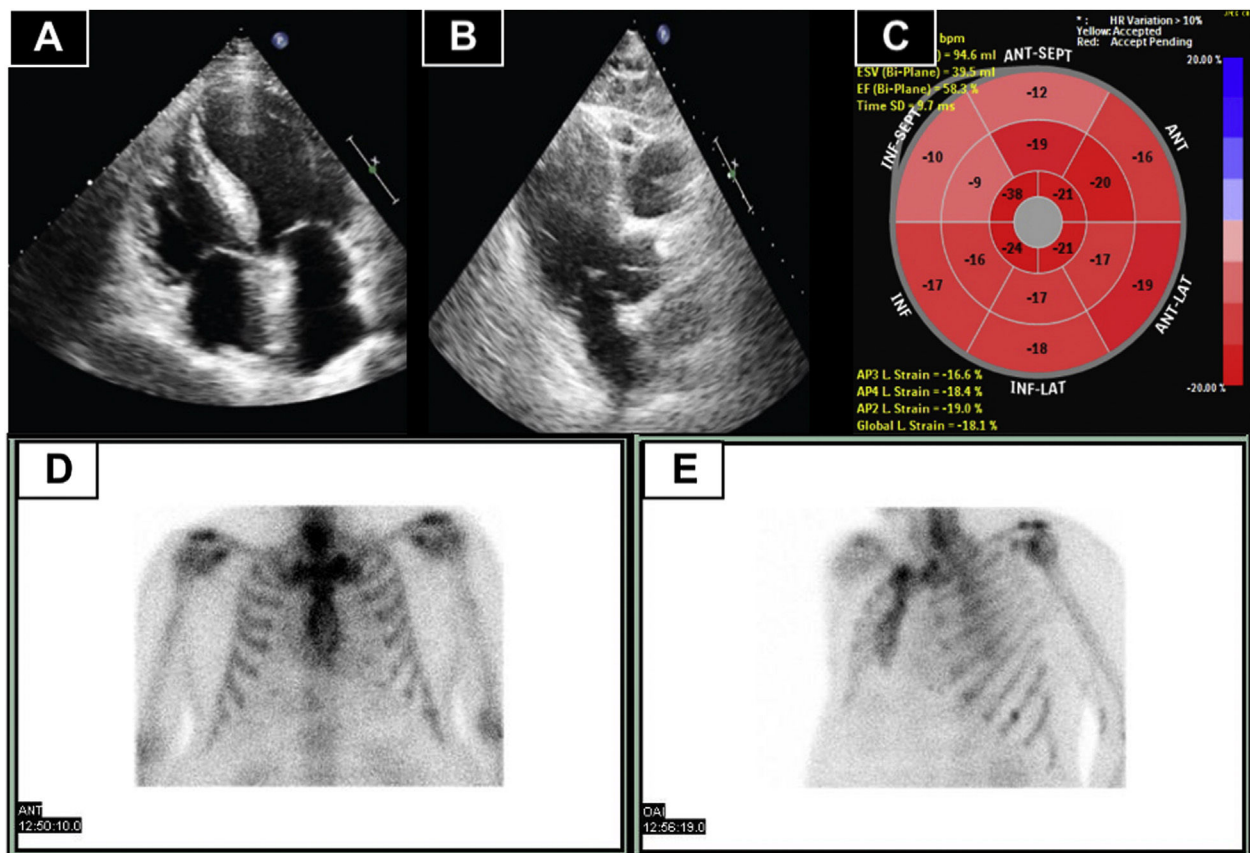 A
B
C
* : HR Variation > 10%
Yellow: Accepted
Red: Accept Pending
bpm
= 94.6 ml
ESV (Bi-Plane) = 39.5 ml
EF (Bi-Plane) = 58.3 %
Time SD = 9.7 ms
20.00 %
ANT-SEPT
-12
INF-SEPT
ANT
-10
-19
-16
-9
-20
-38
-21
-24
-21
-16
-17
-17
-17
-19
INF
ANT-LAT
-18
INF-LAT
-20.00 %
AP3 L. Strain = -16.6 %
AP4 L. Strain = -18.4 %
AP2 L. Strain = -19.0 %
Global L. Strain = -18.1 %
D
E
ANT
12:50:10.0
OAI
12:56:19.0